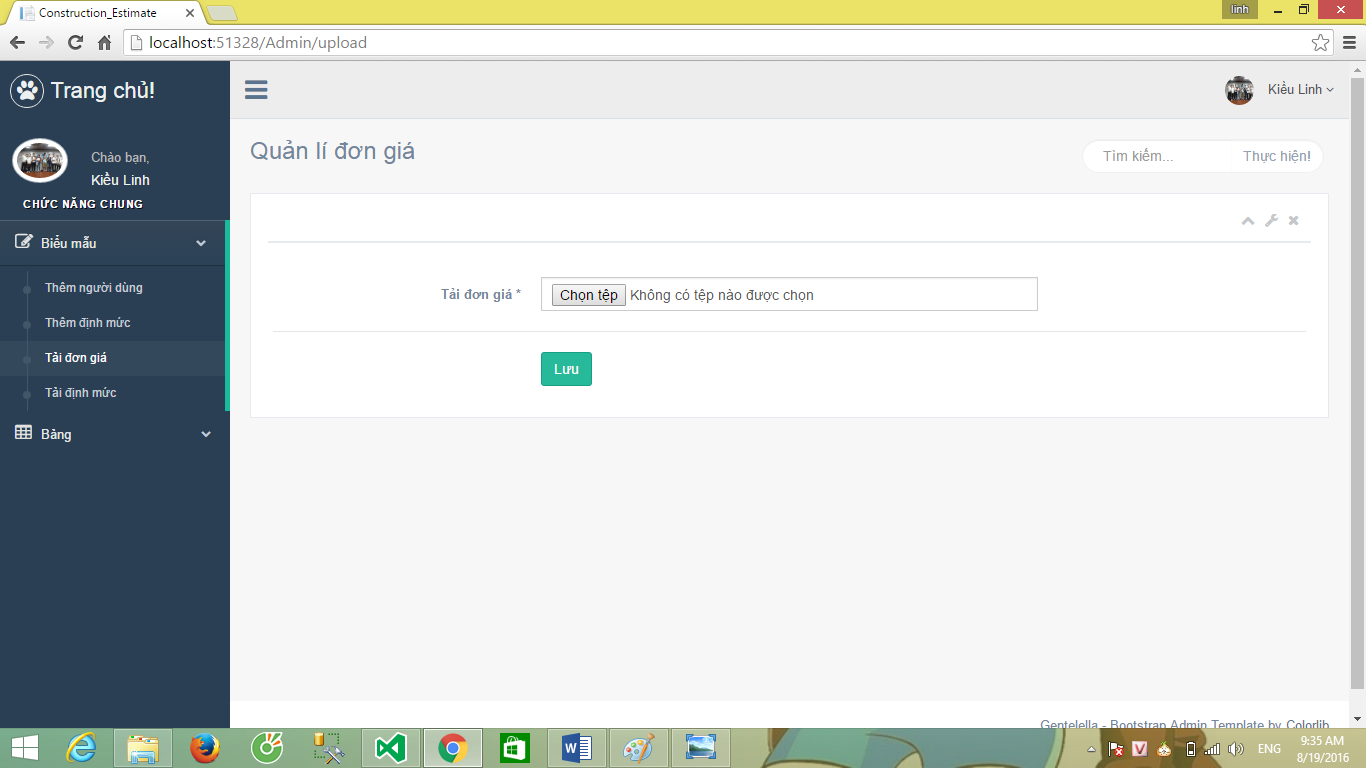 Construction_Estimate
linh
localhost:51328/Admin/upload
Trang chủ!
Kiều Linh
Chào bạn,
Kiều Linh
CHỨC NĂNG CHUNG
Biểu mẫu
Thêm người dùng
Thêm định mức
Tải đơn giá
Tải định mức
Bảng
Quản lí đơn giá
Tìm kiếm...
Thực hiện!
Tải đơn giá *
Chọn tệp Không có tệp nào được chọn
Lưu
Gentelella - Bootstrap Admin Template by Colorlib
ENG
9:35 AM
8/19/2016